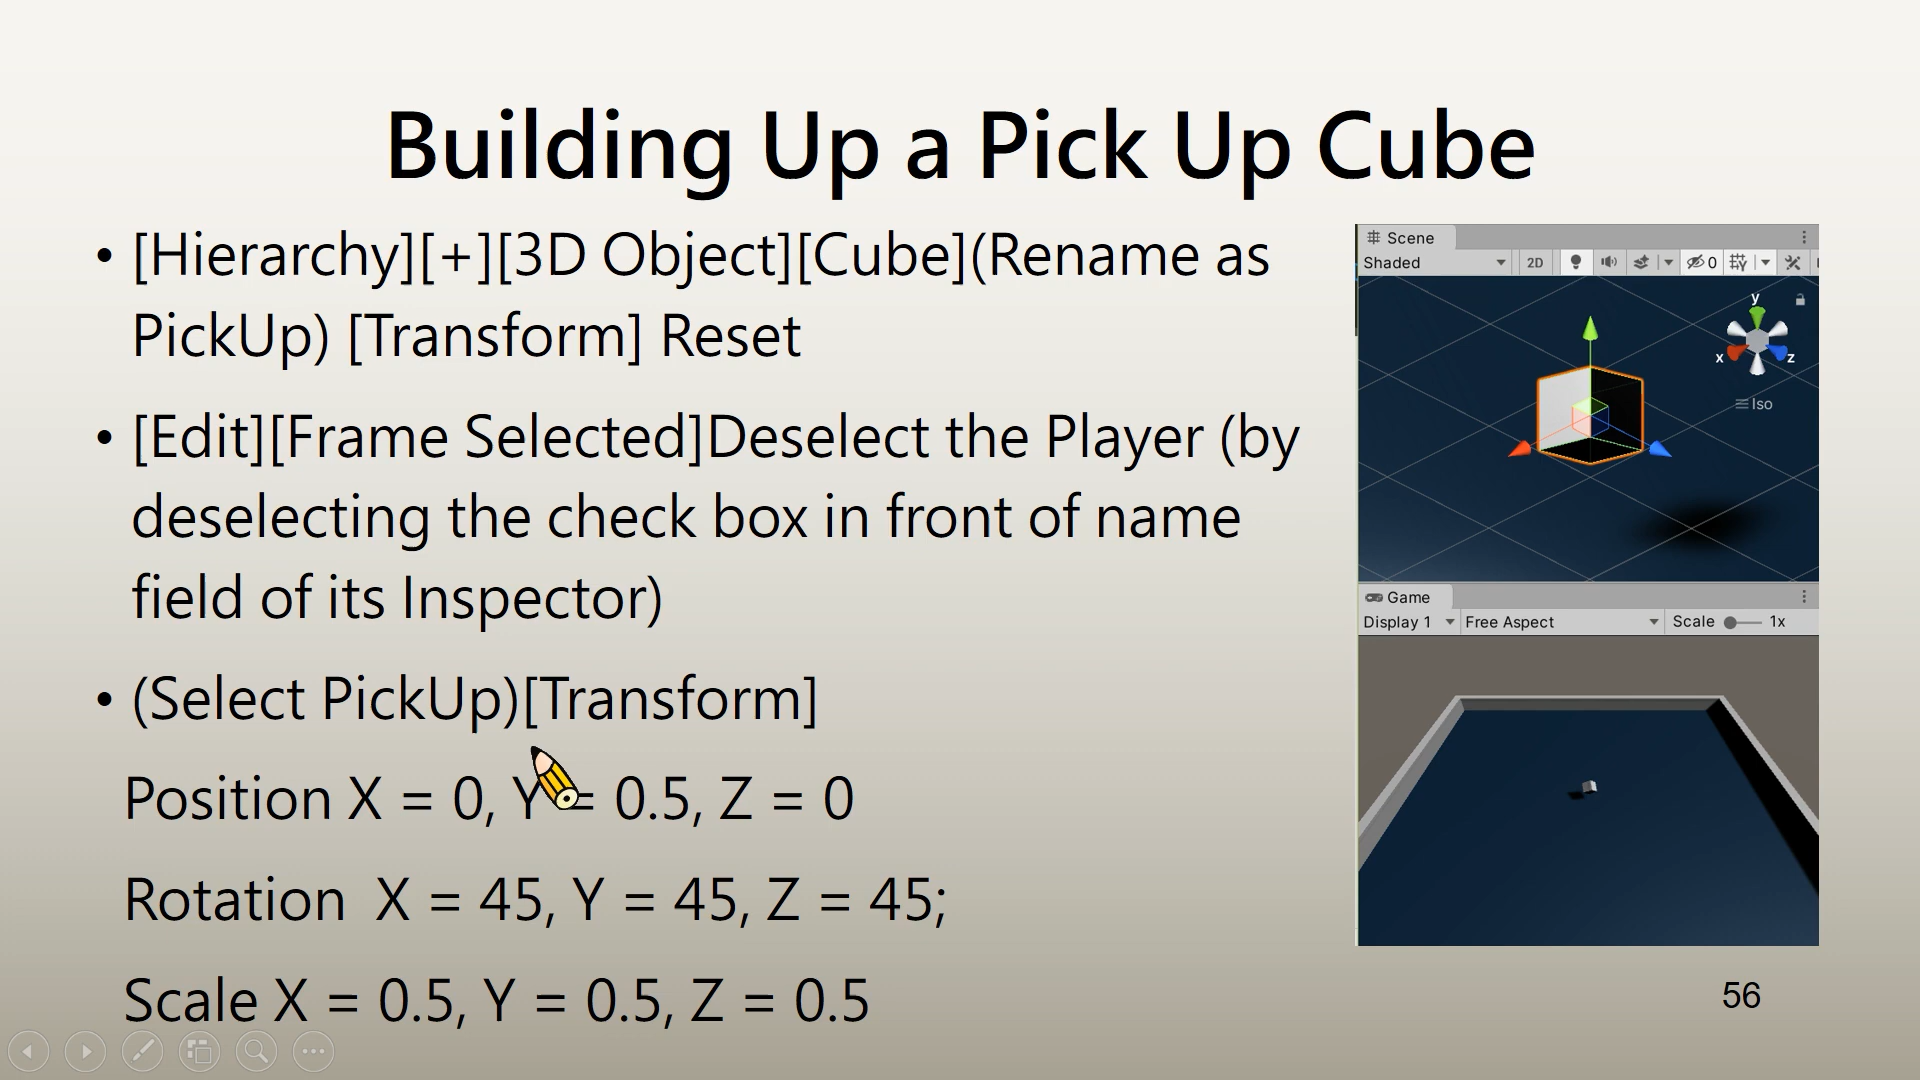 Building Up a Pick Up Cube
• [Hierarchy][+][3D Object][Cube](Rename as
PickUp) [Transform] Reset
• [Edit][Frame Selected]Deselect the Player (by
deselecting the check box in front of name
field of its Inspector)
• (Select PickUp)[Transform]
Position X = 0, Y = 0.5, Z = 0
Rotation  X = 45, Y = 45, Z = 45;
Scale X = 0.5, Y = 0.5, Z = 0.5
Scene
Shaded 2D 0
y
x z
Iso
Game
Display 1 Free Aspect Scale 1x
56